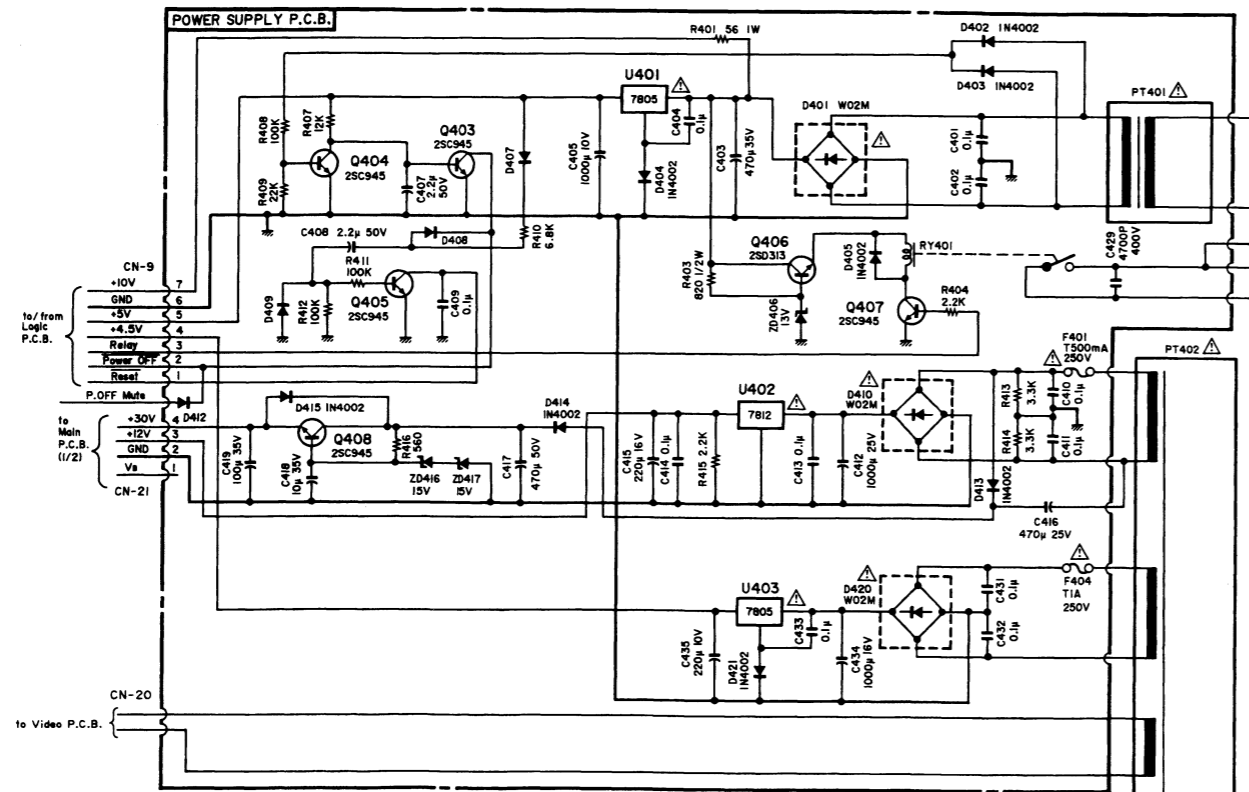 POWER SUPPLY P.C.B.
R401 56 1W
D402 1N4002
D403 1N4002
PT401
U401
7805
C404
0.1μ
D401 W02M
R408
100K
R407
12K
Q404
2SC945
Q403
2SC945
C407
2.2μ
50V
D407
C405
1000μ 10V
D404
1N4002
C403
470μ 35V
C401
0.1μ
C402
0.1μ
R409
22K
C408 2.2μ 50V
D408
R410
6.8K
R411
100K
Q405
2SC945
D409
R412
100K
C409
0.1μ
R403
820 1/2W
Q406
2SD313
D405
1N4002
RY401
C429
4700P
400V
ZD406
13V
Q407
2SC945
R404
2.2K
CN-9
+10V 7
GND 6
+5V 5
+4.5V 4
Relay 3
Power OFF 2
Reset 1
to/from
Logic
P.C.B.
P.OFF Mute
D412
to
Main
P.C.B.
(1/2)
+30V 4
+12V 3
GND 2
Vs 1
CN-21
D415 1N4002
Q408
2SC945
C419
100μ 35V
C418
10μ 35V
R416
560
ZD416
15V
ZD417
15V
C417
470μ 50V
D414
1N4002
C415
220μ 16V
C414 0.1μ
R415 2.2K
U402
7812
C413 0.1μ
C412
1000μ 25V
D410
W02M
F401
T500mA
250V
PT402
R413
3.3K
C410
0.1μ
R414
3.3K
C411
0.1μ
D413
1N4002
C416
470μ 25V
U403
7805
C435
220μ 10V
D421
1N4002
C433
0.1μ
C434
1000μ 16V
D420
W02M
C431
0.1μ
C432
0.1μ
F404
T1A
250V
CN-20
to Video P.C.B.